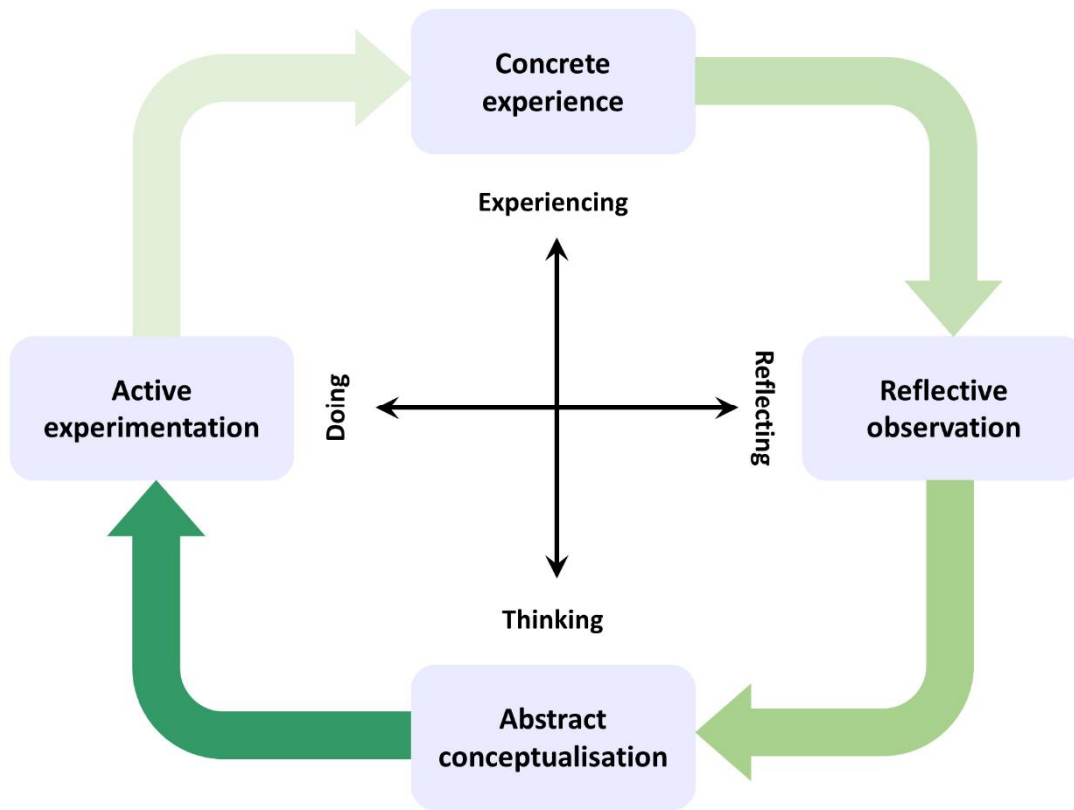 Concrete
experience
Experiencing
Active
experimentation
Doing
Reflecting
Reflective
observation
Thinking
Abstract
conceptualisation